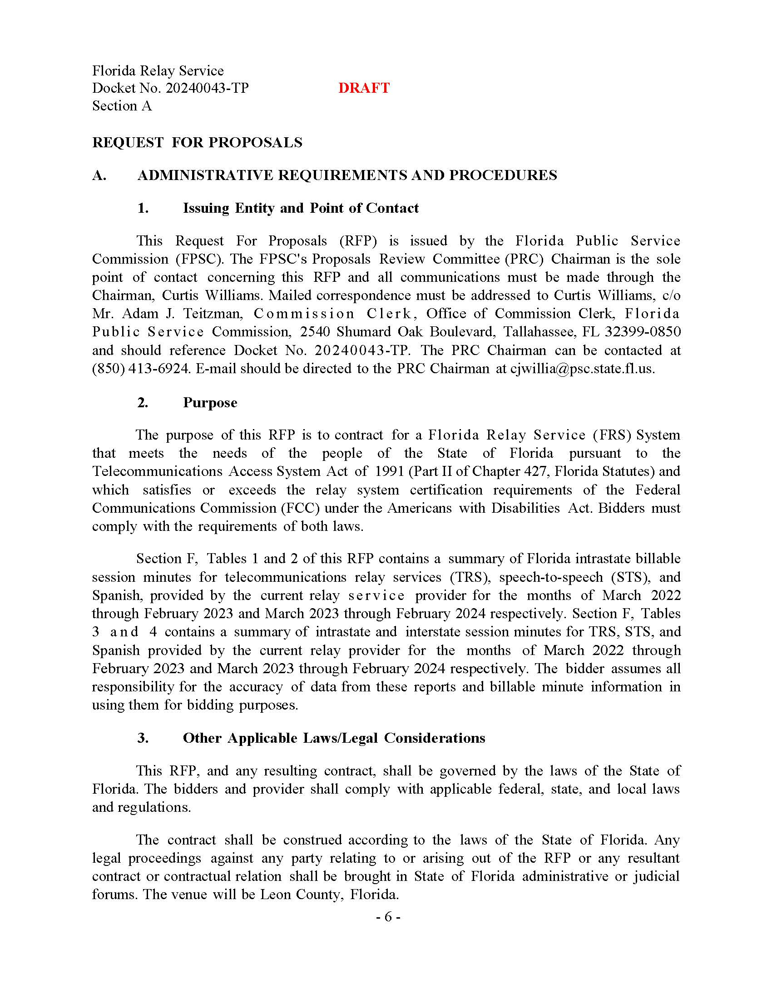 Florida Relay Service
Docket No. 20240043-TP DRAFT
Section A
REQUEST FOR PROPOSALS
A. ADMINISTRATIVE REQUIREMENTS AND PROCEDURES
1. Issuing Entity and Point of Contact
This Request For Proposals (RFP) is issued by the Florida Public Service
Commission (FPSC). The FPSC's Proposals Review Committee (PRC) Chairman is the sole
point of contact concerning this RFP and all communications must be made through the
Chairman, Curtis Williams. Mailed correspondence must be addressed to Curtis Williams, c/o
Mr. Adam J. Teitzman, Commission Clerk, Office of Commission Clerk, Florida
Public Service Commission, 2540 Shumard Oak Boulevard, Tallahassee, FL 32399-0850
and should reference Docket No. 20240043-TP. The PRC Chairman can be contacted at
(850) 413-6924. E-mail should be directed to the PRC Chairman at cjwillia@psc.state.fl.us.
2. Purpose
The purpose of this RFP is to contract for a Florida Relay Service (FRS) System
that meets the needs of the people of the State of Florida pursuant to the
Telecommunications Access System Act of 1991 (Part II of Chapter 427, Florida Statutes) and
which satisfies or exceeds the relay system certification requirements of the Federal
Communications Commission (FCC) under the Americans with Disabilities Act. Bidders must
comply with the requirements of both laws.
Section F, Tables 1 and 2 of this RFP contains a summary of Florida intrastate billable
session minutes for telecommunications relay services (TRS), speech-to-speech (STS), and
Spanish, provided by the current relay service provider for the months of March 2022
through February 2023 and March 2023 through February 2024 respectively. Section F, Tables
3 and 4 contains a summary of intrastate and interstate session minutes for TRS, STS, and
Spanish provided by the current relay provider for the months of March 2022 through
February 2023 and March 2023 through February 2024 respectively. The bidder assumes all
responsibility for the accuracy of data from these reports and billable minute information in
using them for bidding purposes.
3. Other Applicable Laws/Legal Considerations
This RFP, and any resulting contract, shall be governed by the laws of the State of
Florida. The bidders and provider shall comply with applicable federal, state, and local laws
and regulations.
The contract shall be construed according to the laws of the State of Florida. Any
legal proceedings against any party relating to or arising out of the RFP or any resultant
contract or contractual relation shall be brought in State of Florida administrative or judicial
forums. The venue will be Leon County, Florida.
- 6 -